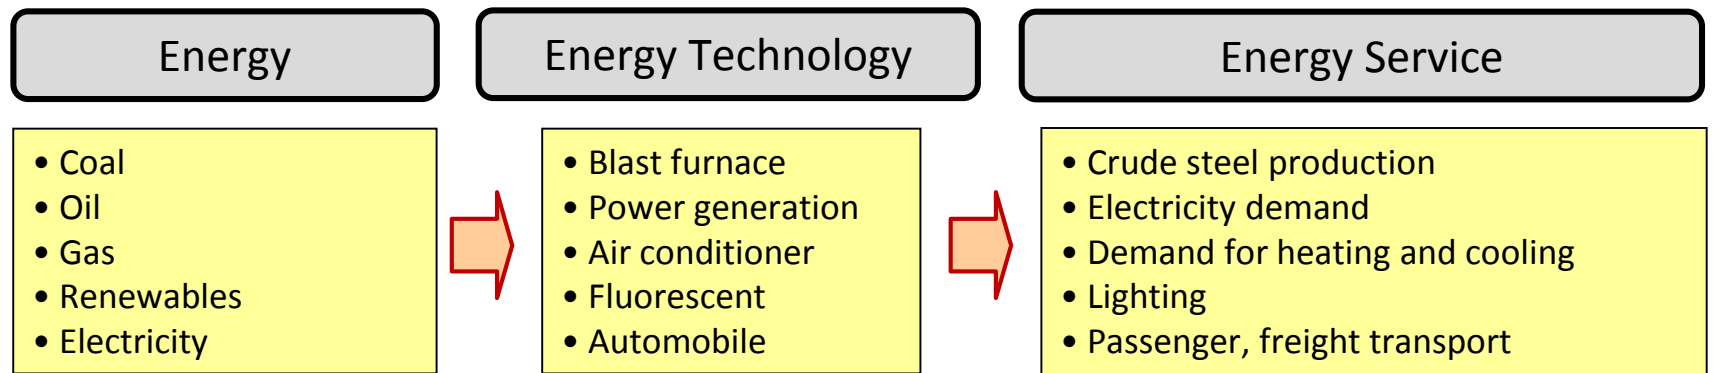 Energy
Energy Technology
Energy Service
• Coal
• Oil
• Gas
• Renewables
• Electricity
• Blast furnace
• Power generation
• Air conditioner
• Fluorescent
• Automobile
• Crude steel production
• Electricity demand
• Demand for heating and cooling
• Lighting
• Passenger, freight transport